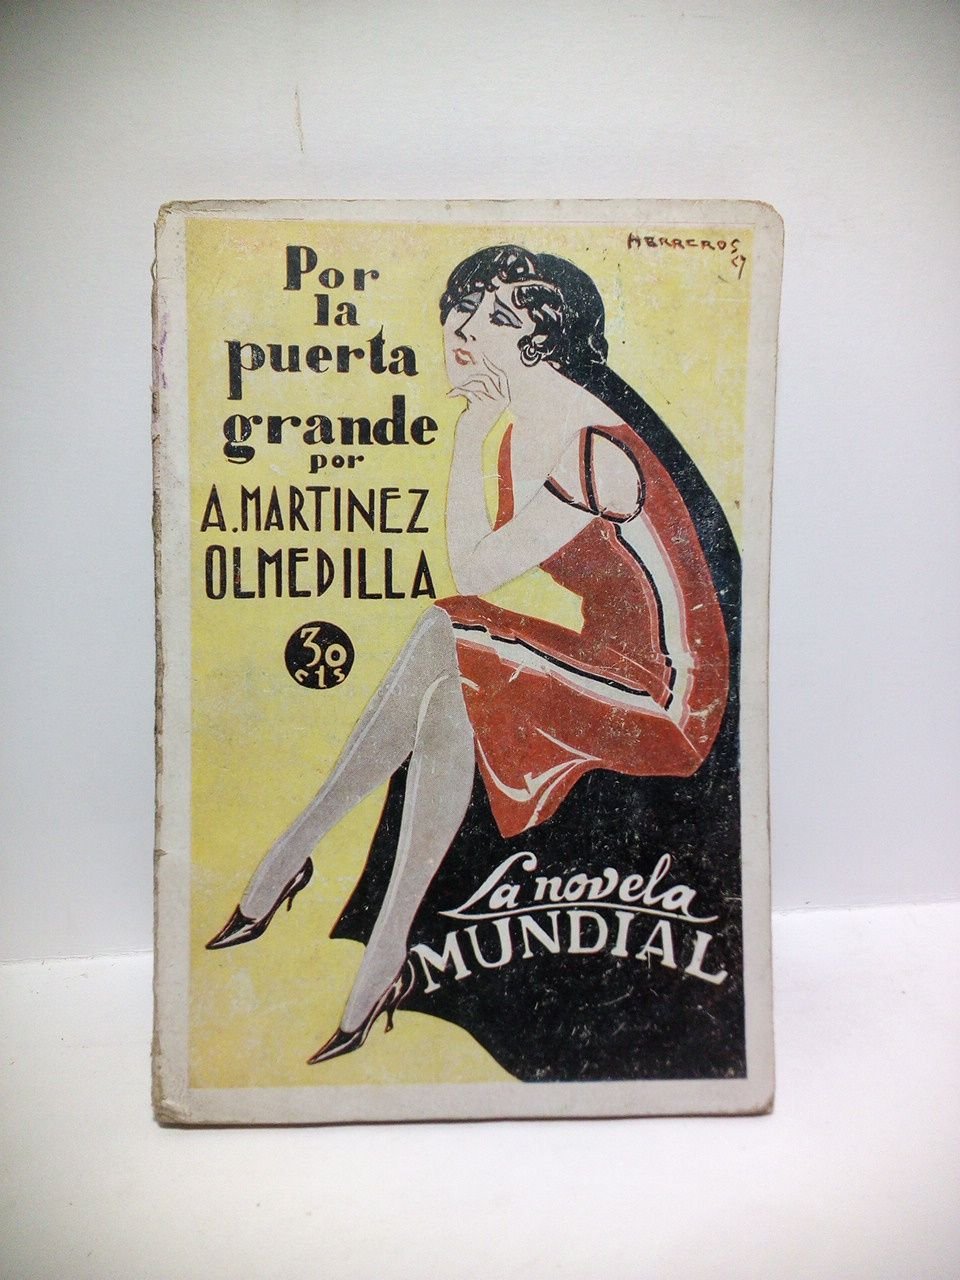 HERREROS
27
Por
la
puerta
grande
por
A. MARTINEZ
OLMEDILLA
30
cts
La novela
MUNDIAL